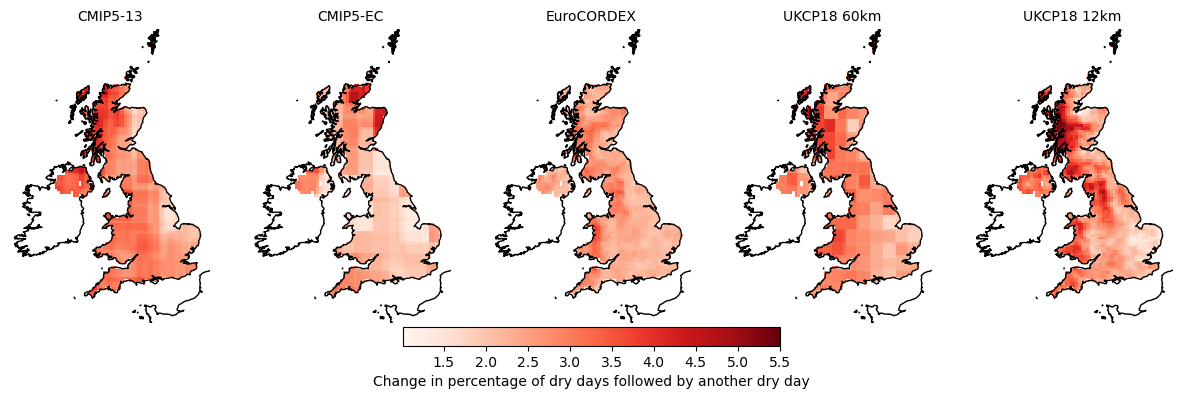 CMIP5-13 CMIP5-EC EuroCORDEX UKCP18 60km UKCP18 12km
1.5 2.0 2.5 3.0 3.5 4.0 4.5 5.0 5.5
Change in percentage of dry days followed by another dry day